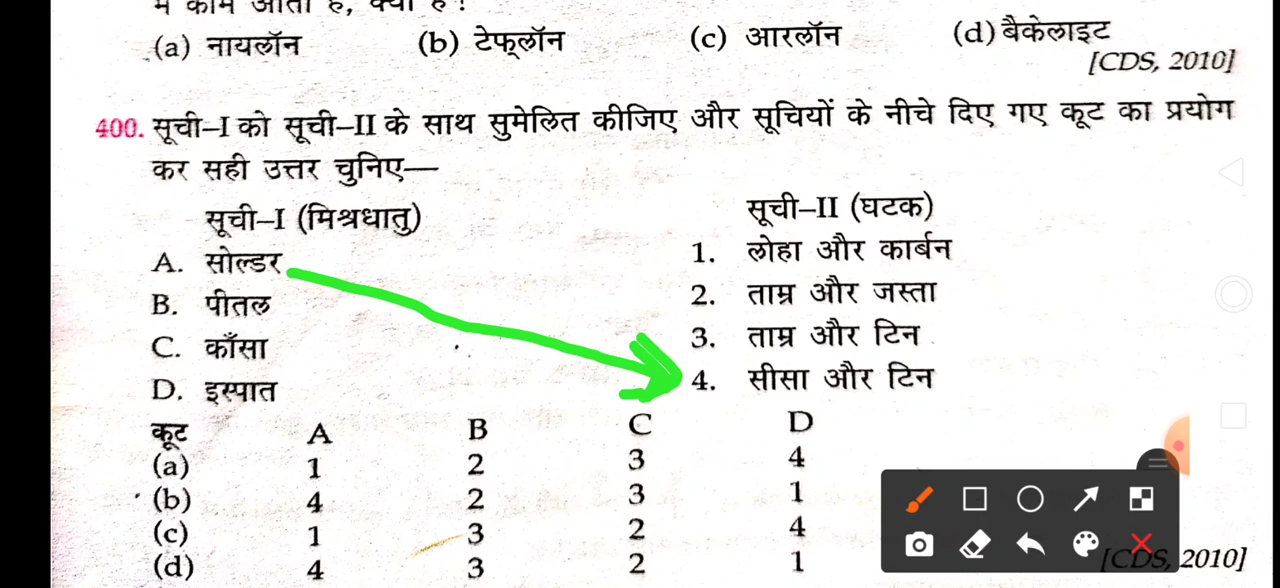 में काम आता है, क्या है?
(a) नायलॉन (b) टेफ्लॉन (c) आरलॉन (d) बैकेलाइट
[CDS, 2010]
400. सूची–I को सूची–II के साथ सुमेलित कीजिए और सूचियों के नीचे दिए गए कूट का प्रयोग
कर सही उत्तर चुनिए—
सूची–I (मिश्रधातु) सूची–II (घटक)
A. सोल्डर 1. लोहा और कार्बन
B. पीतल 2. ताम्र और जस्ता
C. काँसा 3. ताम्र और टिन
D. इस्पात 4. सीसा और टिन
कूट A B C D
(a) 1 2 3 4
(b) 4 2 3 1
(c) 1 3 2 4
(d) 4 3 2 1
[CDS, 2010]